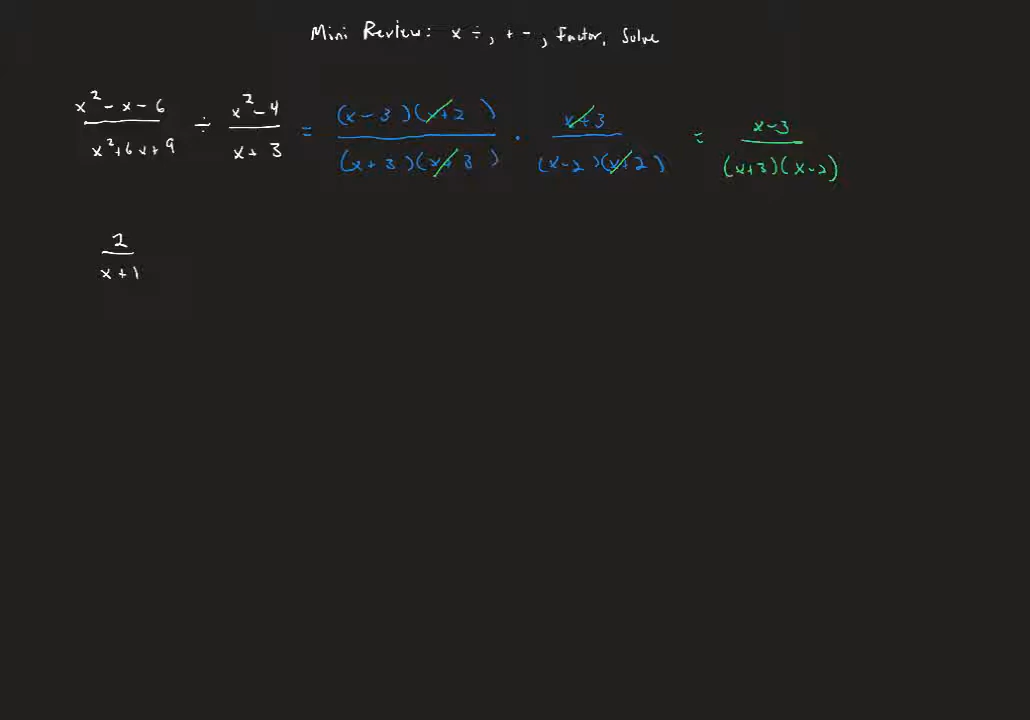 Mini Review: x ÷, + -, Factor, Solve
x² - x - 6 / x² + 6x + 9 ÷ x² - 4 / x + 3 = (x - 3)(x + 2) / (x + 3)(x + 3) · x + 3 / (x - 2)(x + 2) = x - 3 / (x + 3)(x - 2)
2 / x + 1